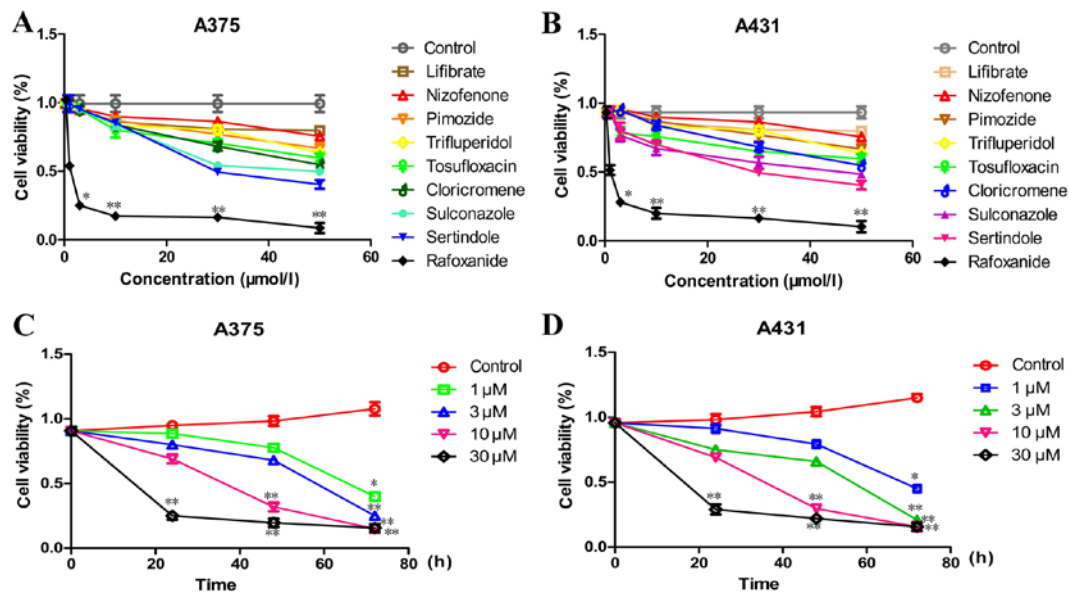 A
A375
Cell viability (%)
1.5
1.0
0.5
0.0
0
20
40
60
Concentration (μmol/l)
*
**
**
**
Control
Lifibrate
Nizofenone
Pimozide
Trifluperidol
Tosufloxacin
Cloricromene
Sulconazole
Sertindole
Rafoxanide
B
A431
Cell viability (%)
1.5
1.0
0.5
0.0
0
20
40
60
Concentration (μmol/l)
*
**
**
**
Control
Lifibrate
Nizofenone
Pimozide
Trifluperidol
Tosufloxacin
Cloricromene
Sulconazole
Sertindole
Rafoxanide
C
A375
Cell viability (%)
1.5
1.0
0.5
0.0
0
20
40
60
80
(h)
Time
**
**
**
*
**
**
**
Control
1 μM
3 μM
10 μM
30 μM
D
A431
Cell viability (%)
1.5
1.0
0.5
0.0
0
20
40
60
80
(h)
Time
**
**
**
*
**
**
**
Control
1 μM
3 μM
10 μM
30 μM